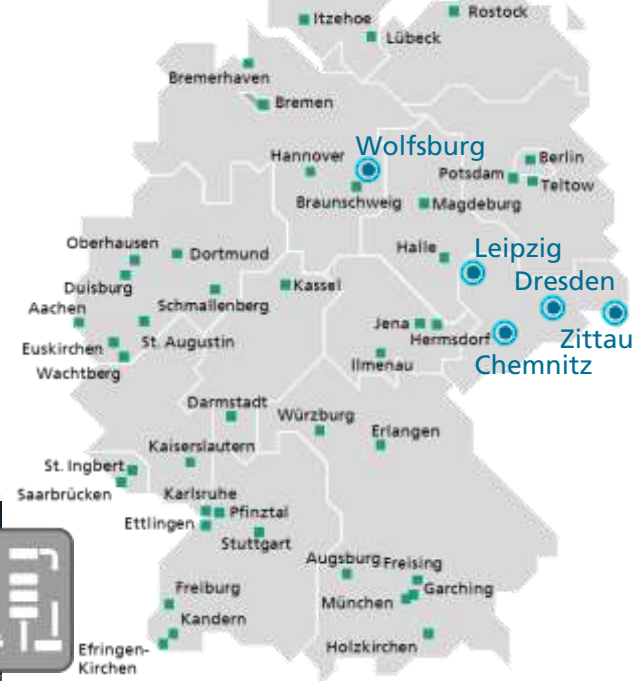 Itzehoe
Rostock
Lübeck
Bremerhaven
Bremen
Wolfsburg
Hannover
Berlin
Potsdam
Teltow
Braunschweig
Magdeburg
Oberhausen
Dortmund
Halle
Leipzig
Duisburg
Kassel
Dresden
Aachen
Schmallenberg
Jena
Hermsdorf
Zittau
Euskirchen
St. Augustin
Ilmenau
Chemnitz
Wachtberg
Darmstadt
Würzburg
Erlangen
Kaiserslautern
St. Ingbert
Saarbrücken
Karlsruhe
Pfinztal
Ettlingen
Stuttgart
Augsburg
Freising
Freiburg
Garching
München
Kandern
Holzkirchen
Efringen-
Kirchen